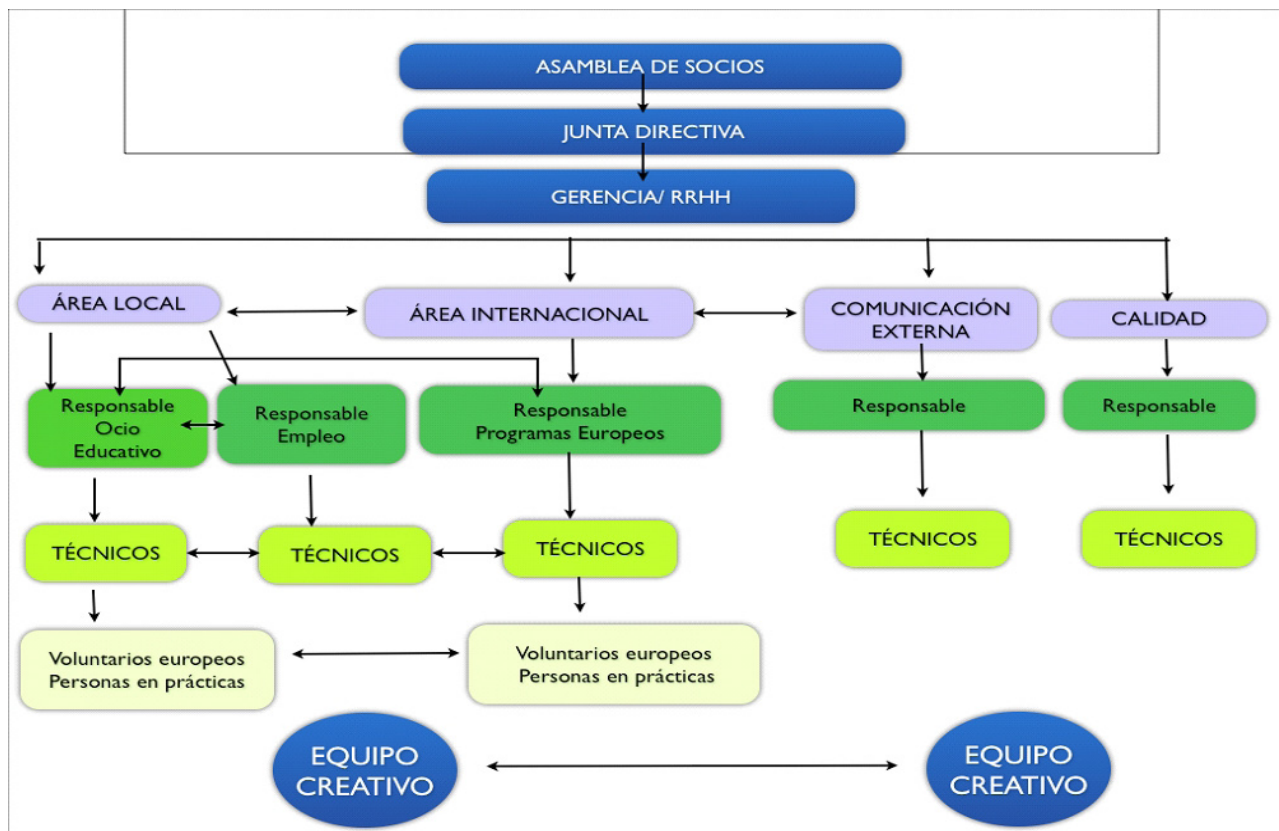 ASAMBLEA DE SOCIOS
JUNTA DIRECTIVA
GERENCIA/ RRHH
ÁREA LOCAL
ÁREA INTERNACIONAL
COMUNICACIÓN
EXTERNA
CALIDAD
Responsable
Ocio
Educativo
Responsable
Empleo
Responsable
Programas Europeos
Responsable
Responsable
TÉCNICOS
TÉCNICOS
TÉCNICOS
TÉCNICOS
TÉCNICOS
Voluntarios europeos
Personas en prácticas
Voluntarios europeos
Personas en prácticas
EQUIPO
CREATIVO
EQUIPO
CREATIVO